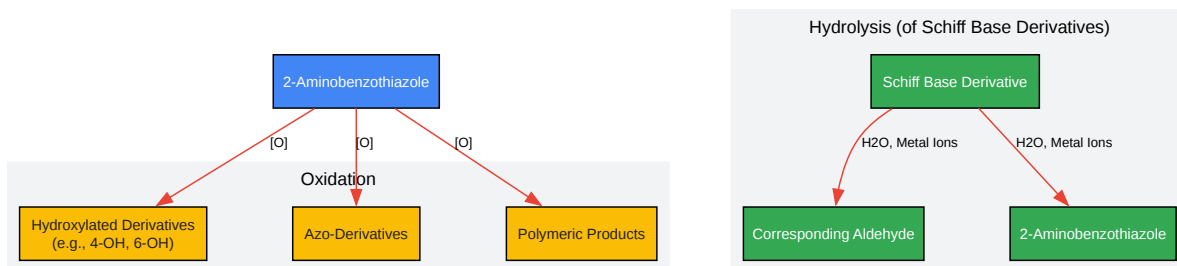 Hydrolysis (of Schiff Base Derivatives)
2-Aminobenzothiazole
Schiff Base Derivative
[O]
[O]
[O]
H2O, Metal Ions
H2O, Metal Ions
Oxidation
Hydroxylated Derivatives
(e.g., 4-OH, 6-OH)
Azo-Derivatives
Polymeric Products
Corresponding Aldehyde
2-Aminobenzothiazole